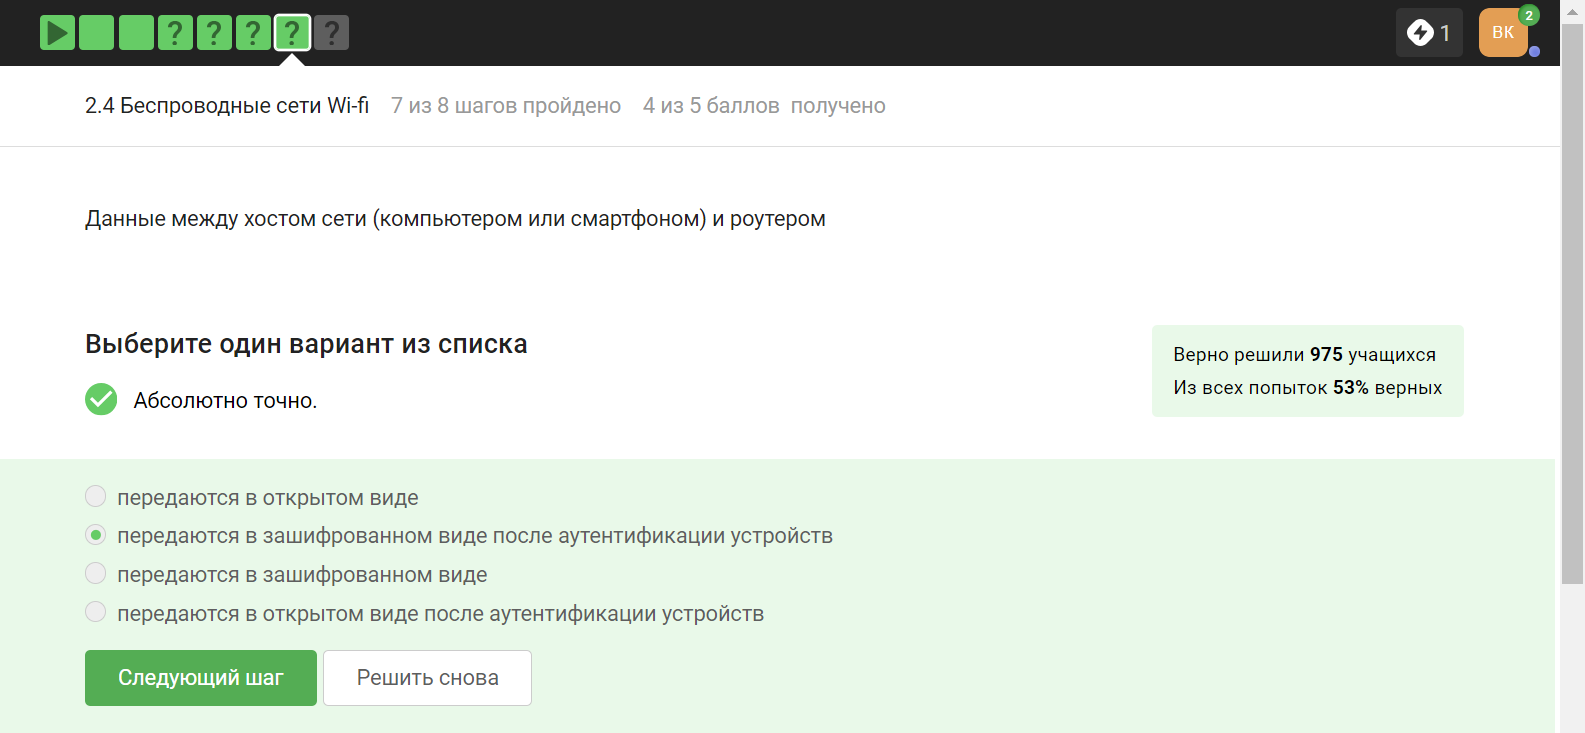 ? ? ? ? ?
1
ВК
2
2.4 Беспроводные сети Wi-fi 7 из 8 шагов пройдено 4 из 5 баллов получено
Данные между хостом сети (компьютером или смартфоном) и роутером
Выберите один вариант из списка
Абсолютно точно.
Верно решили 975 учащихся
Из всех попыток 53% верных
передаются в открытом виде
передаются в зашифрованном виде после аутентификации устройств
передаются в зашифрованном виде
передаются в открытом виде после аутентификации устройств
Следующий шаг
Решить снова